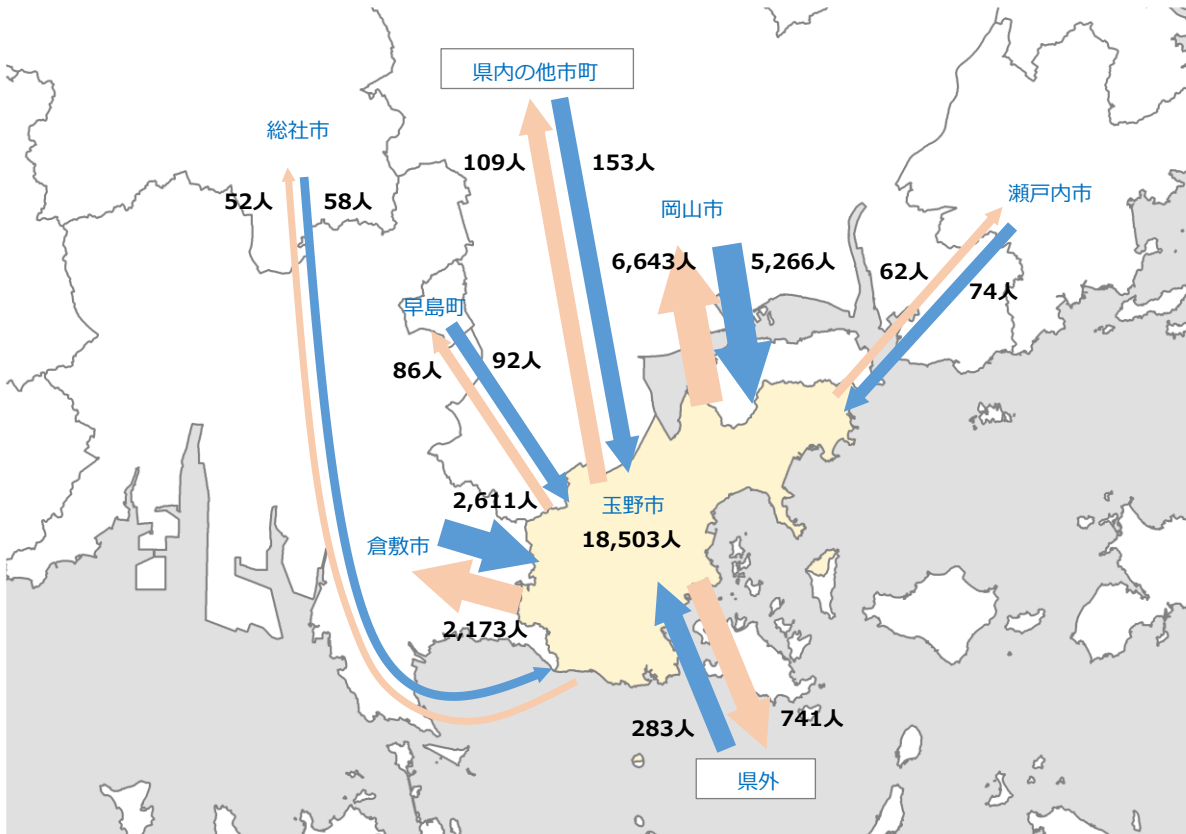 県内の他市町
総社市
109人
153人
52人
58人
瀬戸内市
岡山市
6,643人
5,266人
62人
74人
早島町
86人
92人
2,611人
玉野市
18,503人
倉敷市
2,173人
283人
741人
県外